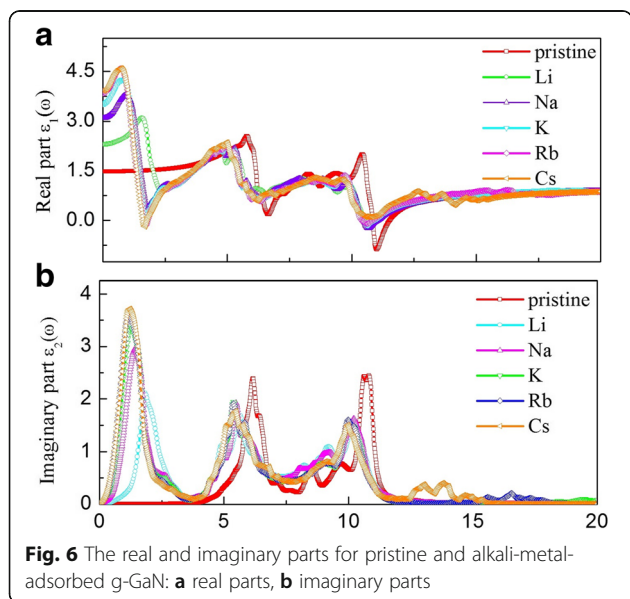 a
4.5
3.0
1.5
0.0
Real part ε₁(ω)
pristine
Li
Na
K
Rb
Cs
b
4
3
2
1
0
Imaginary part ε₂(ω)
pristine
Li
Na
K
Rb
Cs
0 5 10 15 20
Fig. 6 The real and imaginary parts for pristine and alkali-metal-
adsorbed g-GaN: a real parts, b imaginary parts